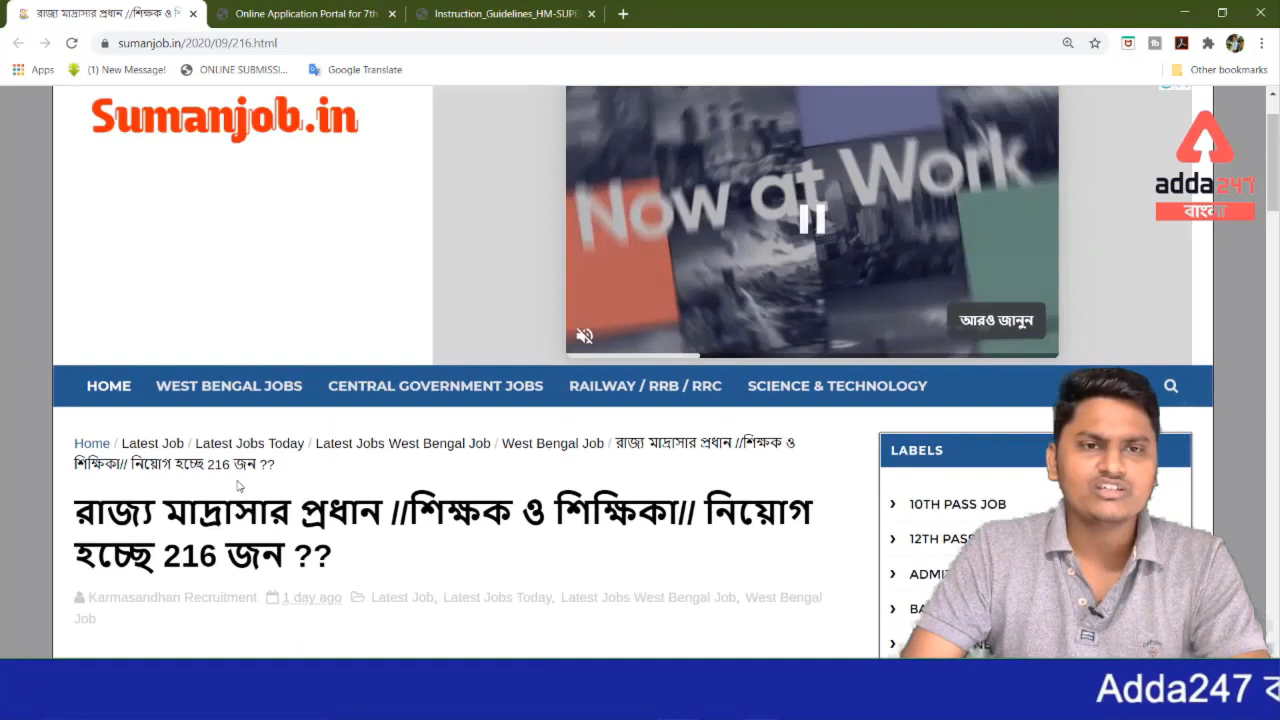 রাজ্য মাদ্রাসার প্রধান //শিক্ষক ও শি
Online Application Portal for 7th
Instruction_Guidelines_HM-SUPE
sumanjob.in/2020/09/216.html
Apps
(1) New Message!
ONLINE SUBMISSI...
Google Translate
Other bookmarks
Sumanjob.in
Now at Work
আরও জানুন
adda247
বাংলা
HOME WEST BENGAL JOBS CENTRAL GOVERNMENT JOBS RAILWAY / RRB / RRC SCIENCE & TECHNOLOGY
Home / Latest Job / Latest Jobs Today / Latest Jobs West Bengal Job / West Bengal Job / রাজ্য মাদ্রাসার প্রধান //শিক্ষক ও
শিক্ষিকা// নিয়োগ হচ্ছে 216 জন ??
রাজ্য মাদ্রাসার প্রধান //শিক্ষক ও শিক্ষিকা// নিয়োগ
হচ্ছে 216 জন ??
Karmasandhan Recruitment 1 day ago Latest Job, Latest Jobs Today, Latest Jobs West Bengal Job, West Bengal
Job
LABELS
10TH PASS JOB
12TH PASS
ADMIT
BA
Adda247 ব